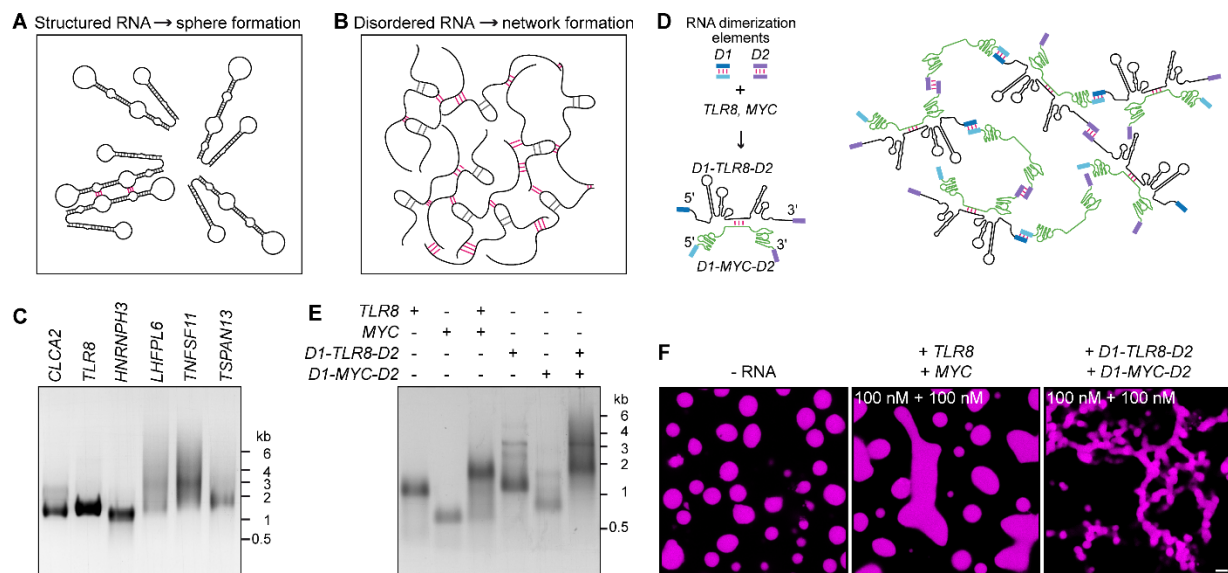 A Structured RNA → sphere formation
B Disordered RNA → network formation
D RNA dimerization
elements
D1 D2
+
TLR8, MYC
D1-TLR8-D2
5'
3'
5'
3'
D1-MYC-D2
C
CLCA2
TLR8
HNRNPH3
LHFPL6
TNFSF11
TSPAN13
kb
6
4
3
2
1
0.5
E
TLR8 + - + - - -
MYC - + + - - -
D1-TLR8-D2 - - - + - +
D1-MYC-D2 - - - - + +
kb
6
4
3
2
1
0.5
F
- RNA
+ TLR8
+ MYC
100 nM + 100 nM
+ D1-TLR8-D2
+ D1-MYC-D2
100 nM + 100 nM